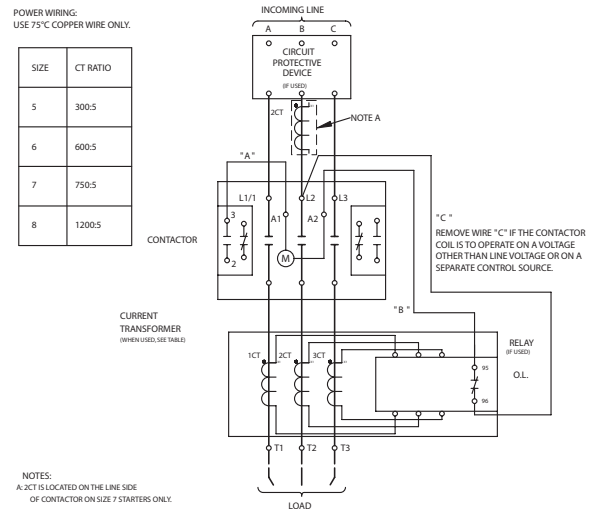 POWER WIRING:
USE 75°C COPPER WIRE ONLY.
SIZE CT RATIO
5 300:5
6 600:5
7 750:5
8 1200:5
INCOMING LINE
A B C
CIRCUIT
PROTECTIVE
DEVICE
(IF USED)
2CT
NOTE A
"A"
L1/1 L2 L3
3 A1 A2
2 M
CONTACTOR
"C"
REMOVE WIRE "C" IF THE CONTACTOR
COIL IS TO OPERATE ON A VOLTAGE
OTHER THAN LINE VOLTAGE OR ON A
SEPARATE CONTROL SOURCE.
"B"
CURRENT
TRANSFORMER
(WHEN USED, SEE TABLE)
1CT 2CT 3CT
RELAY
(IF USED)
O.L.
95
96
T1 T2 T3
LOAD
NOTES:
A: 2CT IS LOCATED ON THE LINE SIDE
OF CONTACTOR ON SIZE 7 STARTERS ONLY.